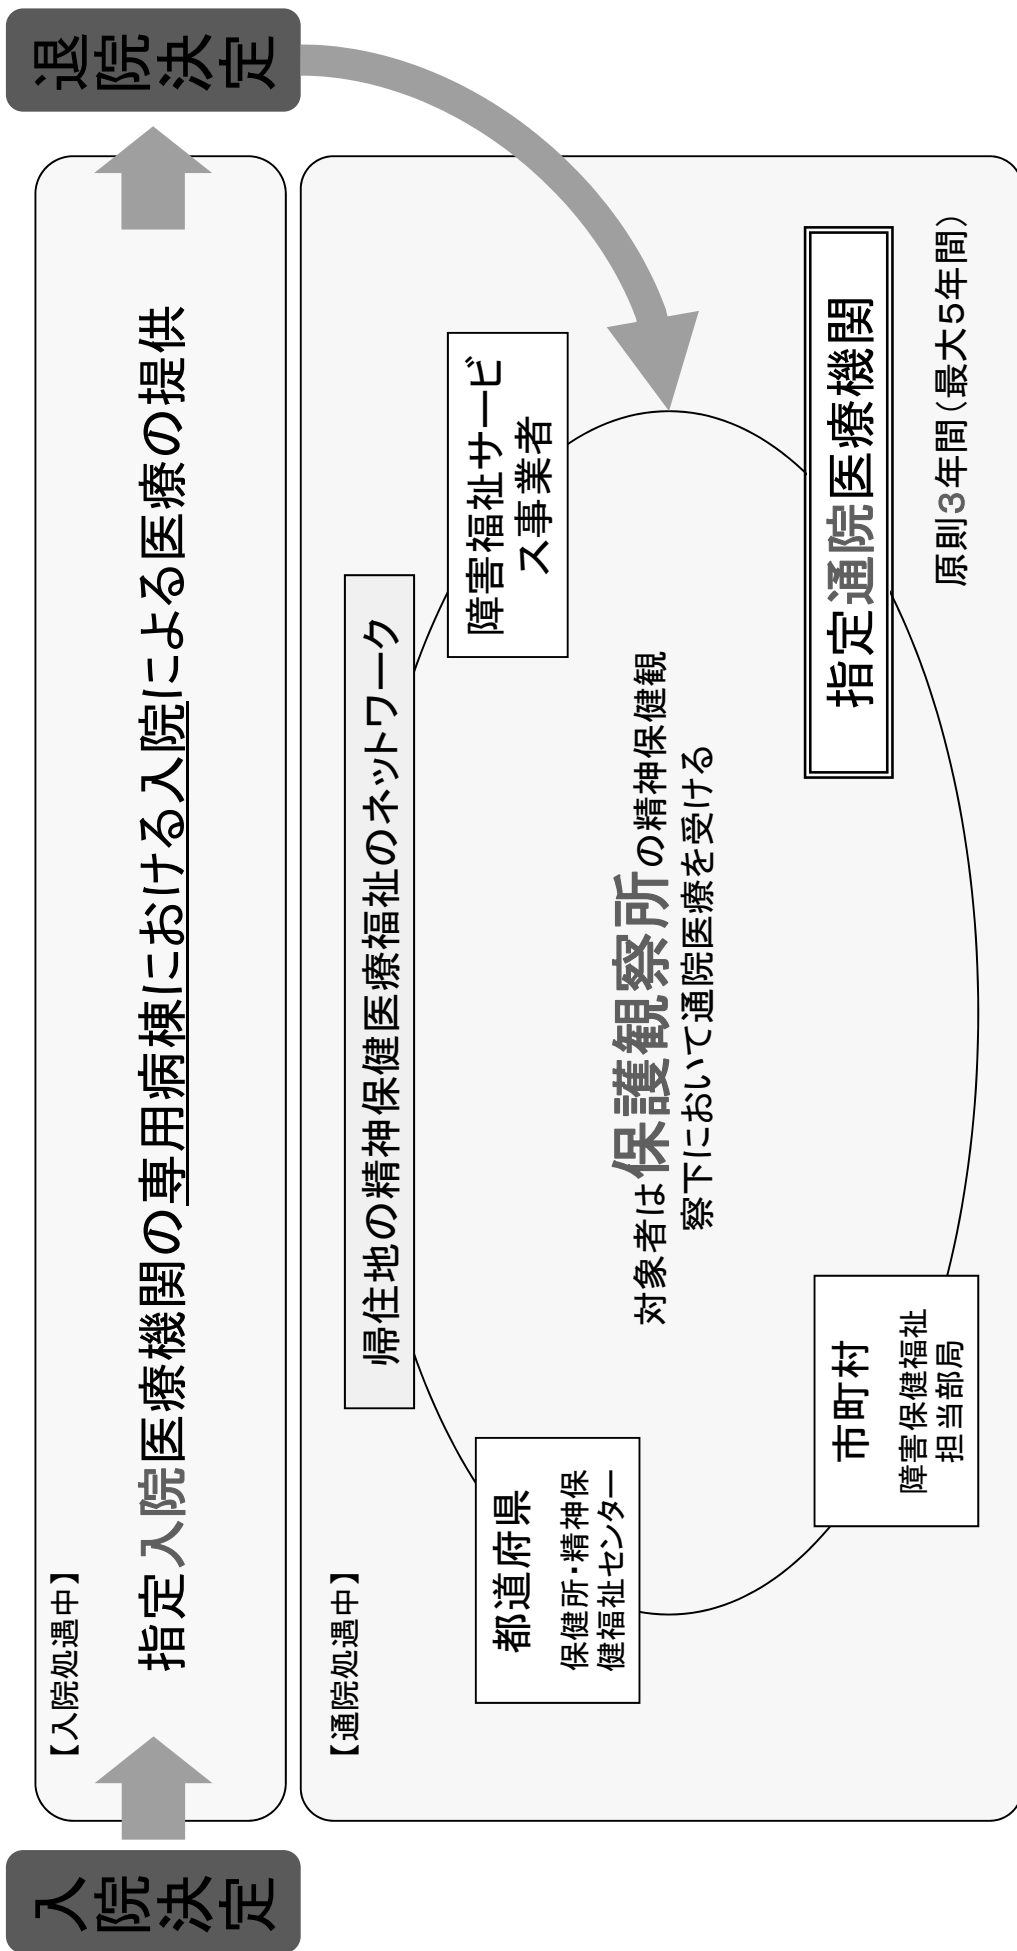 入院決定
【入院処遇中】
指定入院医療機関の専用病棟における入院による医療の提供
退院決定
【通院処遇中】
帰住地の精神保健医療福祉のネットワーク
都道府県
保健所・精神保
健福祉センター
障害福祉サービ
ス事業者
対象者は保護観察所の精神保健観
察下において通院医療を受ける
市町村
障害保健福祉
担当部局
指定通院医療機関
原則3年間(最大5年間)